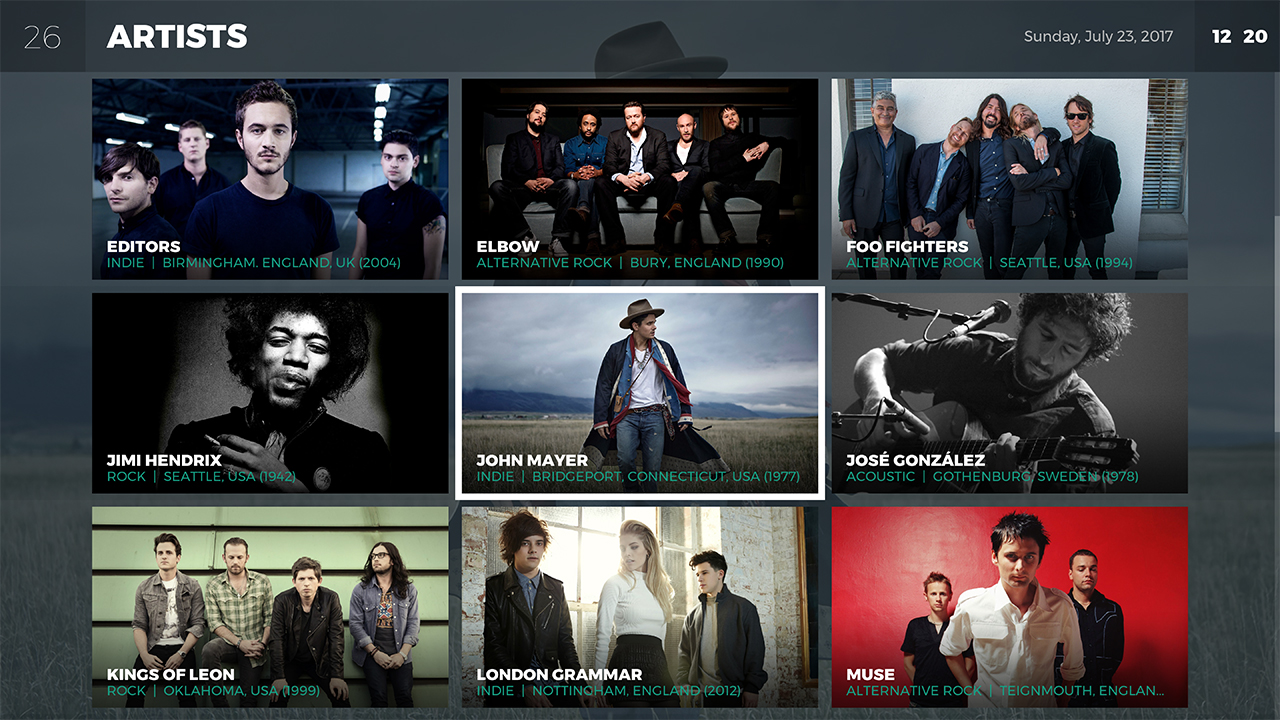 26
ARTISTS
Sunday, July 23, 2017
12 20
EDITORS
INDIE | BIRMINGHAM, ENGLAND, UK (2004)
ELBOW
ALTERNATIVE ROCK | BURY, ENGLAND (1990)
FOO FIGHTERS
ALTERNATIVE ROCK | SEATTLE, USA (1994)
JIMI HENDRIX
ROCK | SEATTLE, USA (1942)
JOHN MAYER
INDIE | BRIDGEPORT, CONNECTICUT, USA (1977)
JOSÉ GONZÁLEZ
ACOUSTIC | GOTHENBURG, SWEDEN (1978)
KINGS OF LEON
ROCK | OKLAHOMA, USA (1999)
LONDON GRAMMAR
INDIE | NOTTINGHAM, ENGLAND (2012)
MUSE
ALTERNATIVE ROCK | TEIGNMOUTH, ENGLAN...